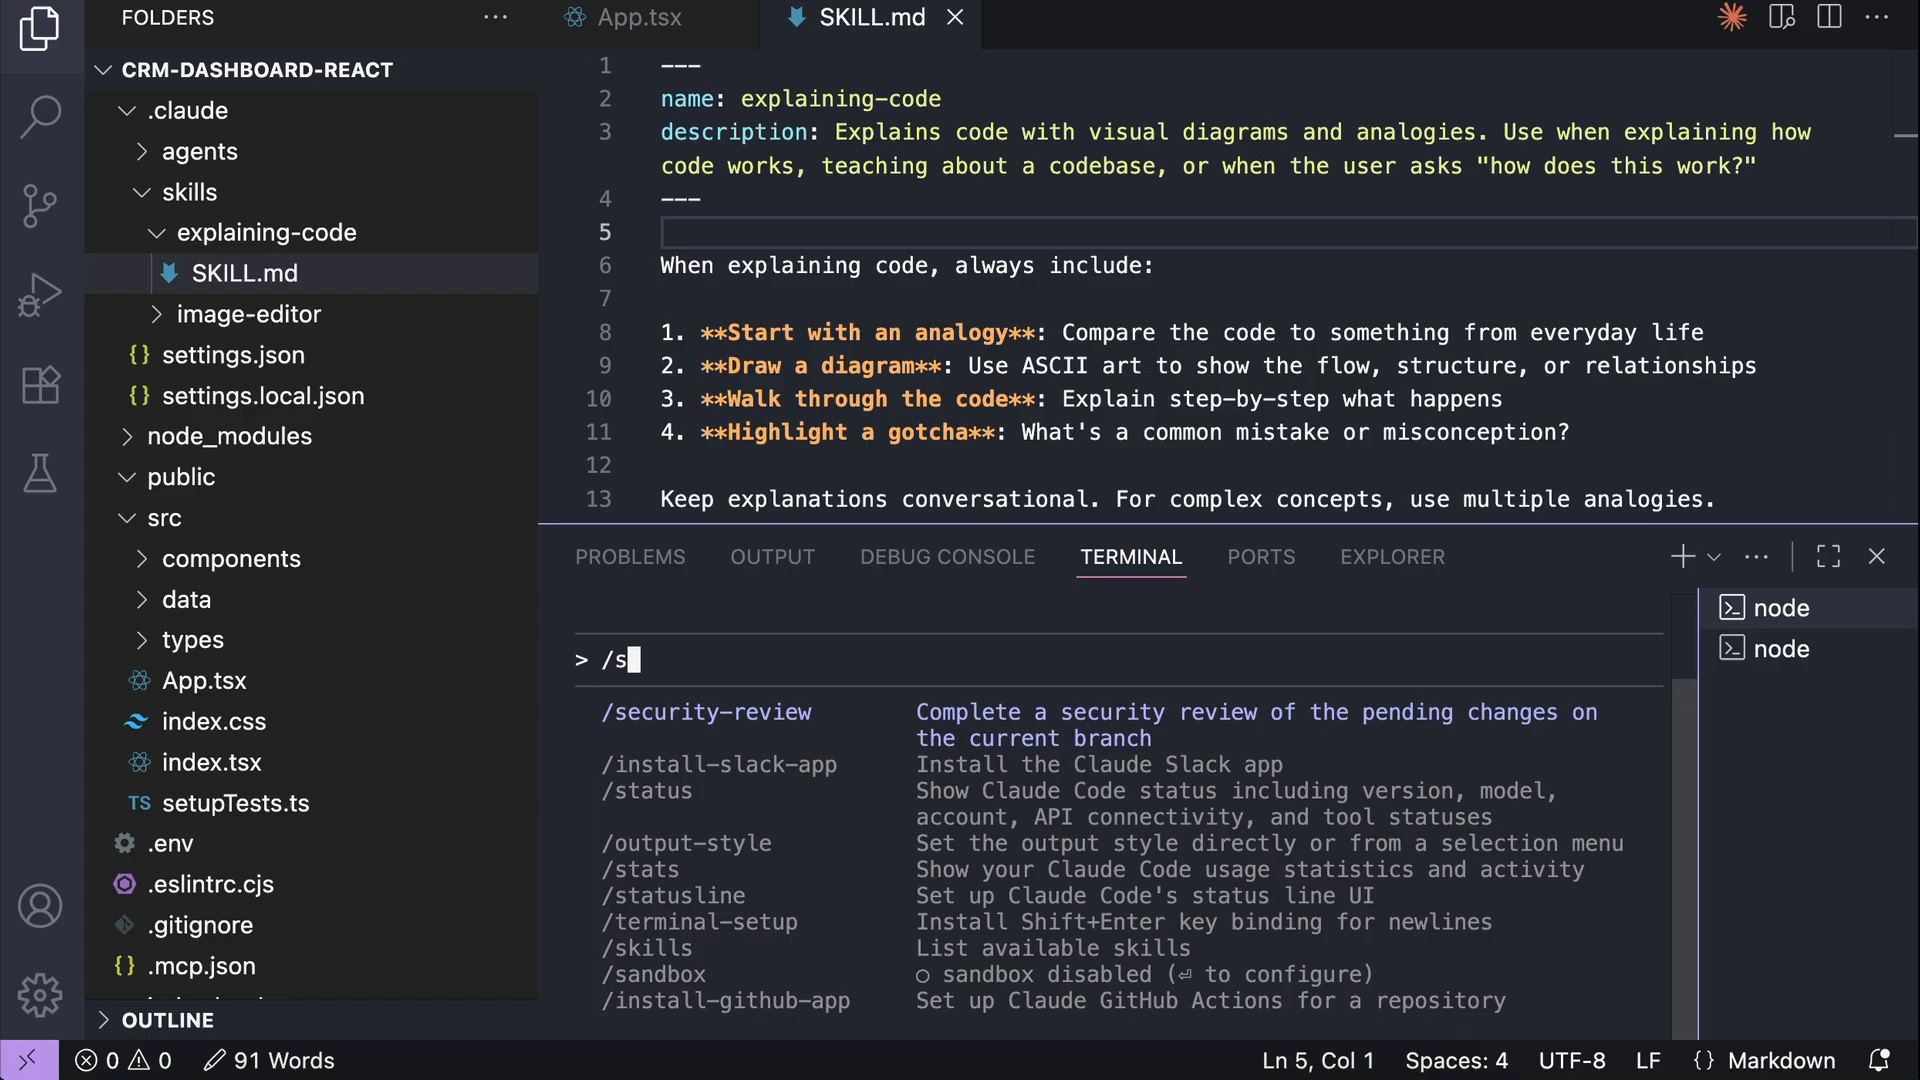 FOLDERS
App.tsx
SKILL.md
CRM-DASHBOARD-REACT
.claude
agents
skills
explaining-code
SKILL.md
image-editor
settings.json
settings.local.json
node_modules
public
src
components
data
types
App.tsx
index.css
index.tsx
TS setupTests.ts
.env
.eslintrc.cjs
.gitignore
.mcp.json
OUTLINE
1 ---
2 name: explaining-code
3 description: Explains code with visual diagrams and analogies. Use when explaining how
code works, teaching about a codebase, or when the user asks "how does this work?"
4 ---
5
6 When explaining code, always include:
7
8 1. **Start with an analogy**: Compare the code to something from everyday life
9 2. **Draw a diagram**: Use ASCII art to show the flow, structure, or relationships
10 3. **Walk through the code**: Explain step-by-step what happens
11 4. **Highlight a gotcha**: What's a common mistake or misconception?
12
13 Keep explanations conversational. For complex concepts, use multiple analogies.
PROBLEMS OUTPUT DEBUG CONSOLE TERMINAL PORTS EXPLORER
> /s
/security-review Complete a security review of the pending changes on
the current branch
/install-slack-app Install the Claude Slack app
/status Show Claude Code status including version, model,
account, API connectivity, and tool statuses
/output-style Set the output style directly or from a selection menu
/stats Show your Claude Code usage statistics and activity
/statusline Set up Claude Code's status line UI
/terminal-setup Install Shift+Enter key binding for newlines
/skills List available skills
/sandbox ○ sandbox disabled (⏎ to configure)
/install-github-app Set up Claude GitHub Actions for a repository
node
node
0 0 91 Words
Ln 5, Col 1 Spaces: 4 UTF-8 LF {} Markdown